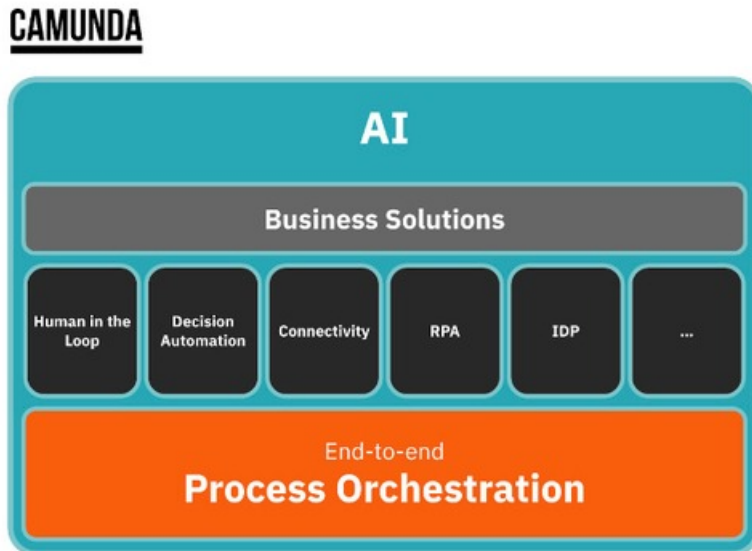 CAMUNDA
AI
Business Solutions
Human in the
Loop
Decision
Automation
Connectivity
RPA
IDP
...
End-to-end
Process Orchestration